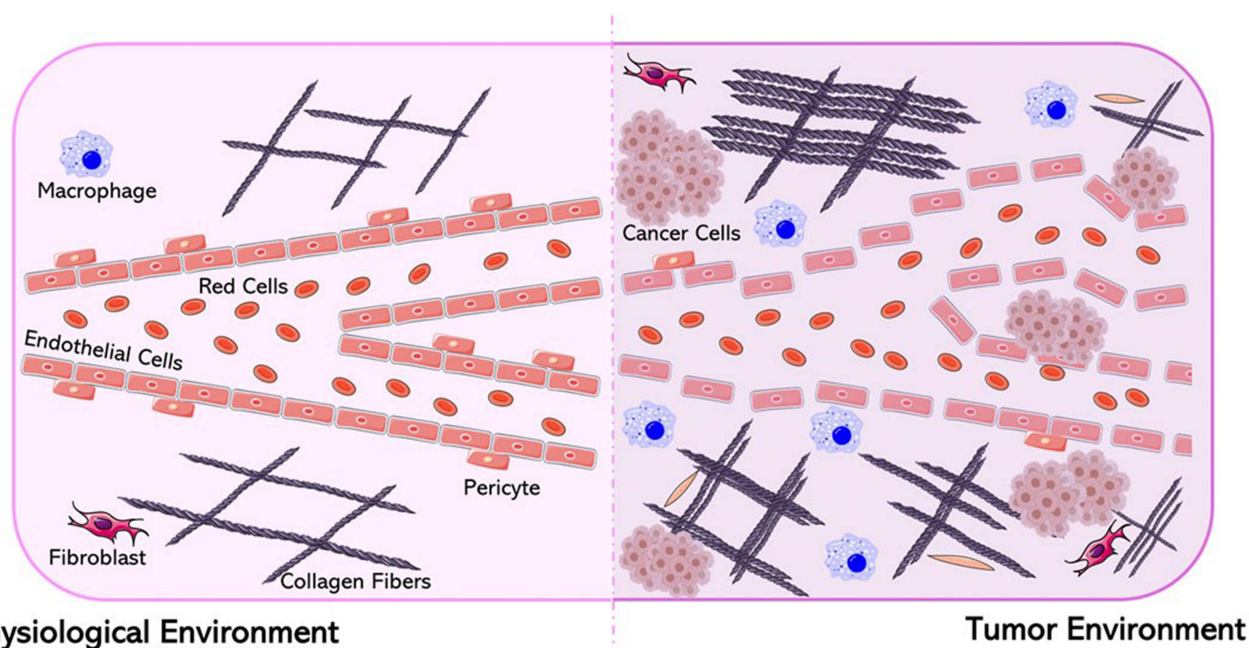 Macrophage
Cancer Cells
Red Cells
Endothelial Cells
Pericyte
Fibroblast
Collagen Fibers
ysiological Environment
Tumor Environment